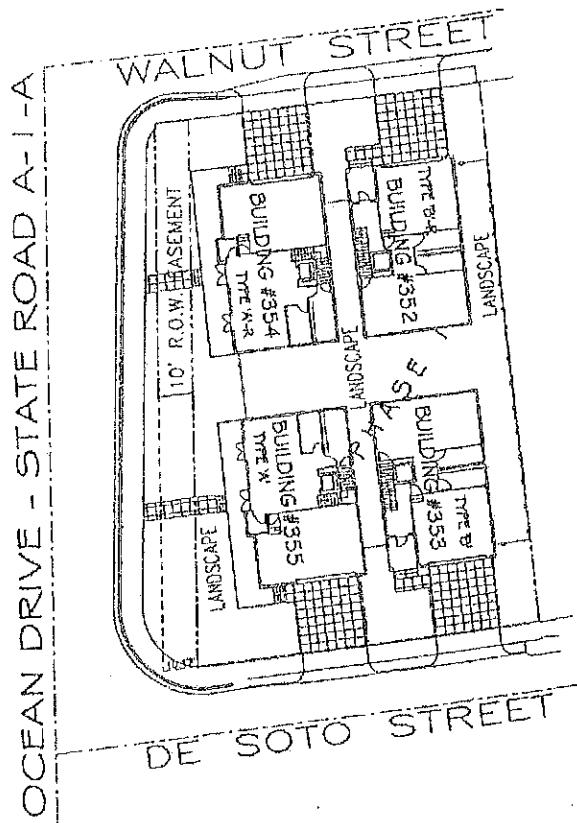 WALNUT STREET
OCEAN DRIVE - STATE ROAD A-1-A
10' R.O.W. EASEMENT
BUILDING #354
TYPE 'A'-R
BUILDING #352
TYPE 'B'-R
LANDSCAPE
LANDSCAPE
PHASE
BUILDING #355
TYPE 'A'
BUILDING #353
TYPE 'B'
LANDSCAPE
DE SOTO STREET